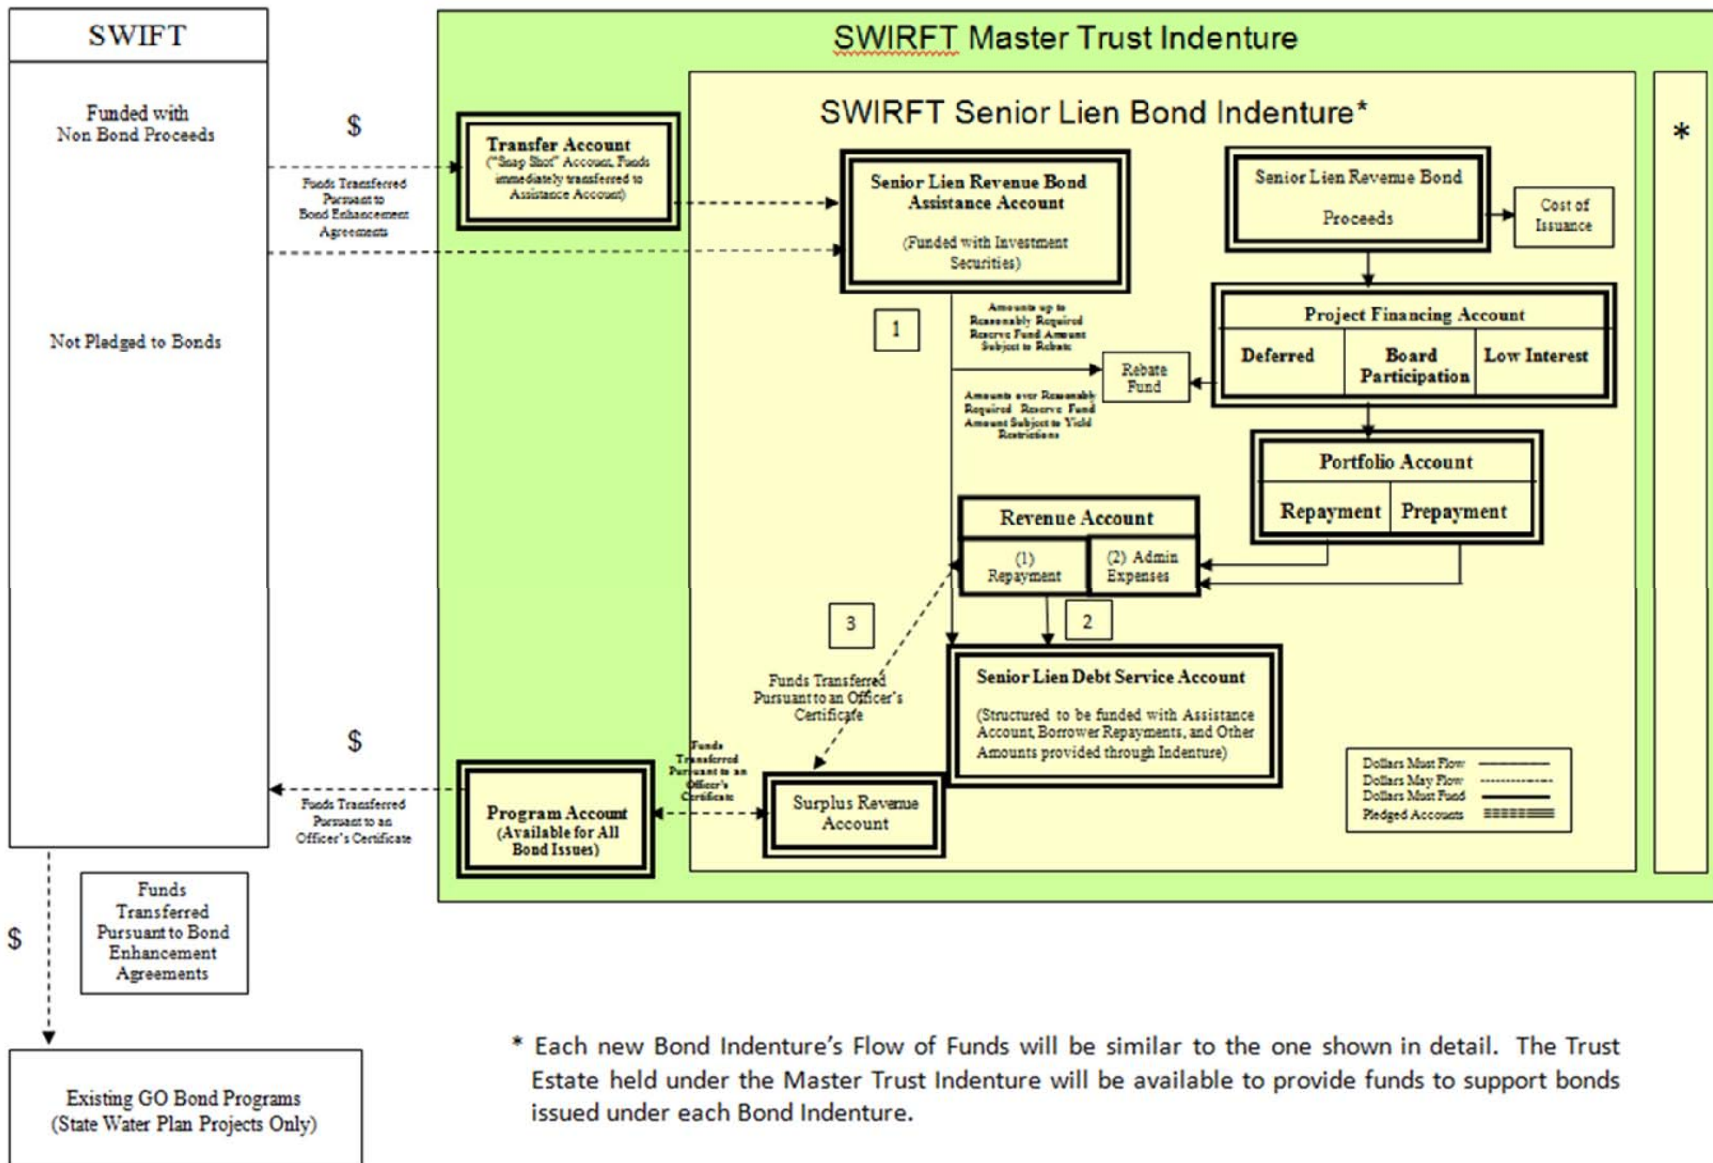 SWIFT
Funded with
Non Bond Proceeds
Not Pledged to Bonds
$
Funds Transferred
Pursuant to
Bond Enhancement
Agreements
SWIRFT Master Trust Indenture
Transfer Account
("Snap Shot" Account, Funds
immediately transferred to
Assistance Account)
SWIRFT Senior Lien Bond Indenture*
*
Senior Lien Revenue Bond
Assistance Account
(Funded with Investment
Securities)
Senior Lien Revenue Bond
Proceeds
Cost of
Issuance
1
Amounts up to
Reasonably Required
Reserve Fund Amount
Subject to Rebate
Amounts over Reasonably
Required Reserve Fund
Amount Subject to Yield
Restrictions
Rebate
Fund
Project Financing Account
Deferred
Board
Participation
Low Interest
Portfolio Account
Repayment
Prepayment
Revenue Account
(1)
Repayment
(2) Admin
Expenses
2
3
Funds Transferred
Pursuant to an Officer's
Certificate
Senior Lien Debt Service Account
(Structured to be funded with Assistance
Account, Borrower Repayments, and Other
Amounts provided through Indenture)
Funds
Transferred
Pursuant to an
Officer's
Certificate
Surplus Revenue
Account
Program Account
(Available for All
Bond Issues)
$
Funds Transferred
Pursuant to an
Officer's Certificate
Dollars Must Flow
Dollars May Flow
Dollars Must Fund
Pledged Accounts
$
Funds
Transferred
Pursuant to Bond
Enhancement
Agreements
Existing GO Bond Programs
(State Water Plan Projects Only)
* Each new Bond Indenture's Flow of Funds will be similar to the one shown in detail. The Trust
Estate held under the Master Trust Indenture will be available to provide funds to support bonds
issued under each Bond Indenture.